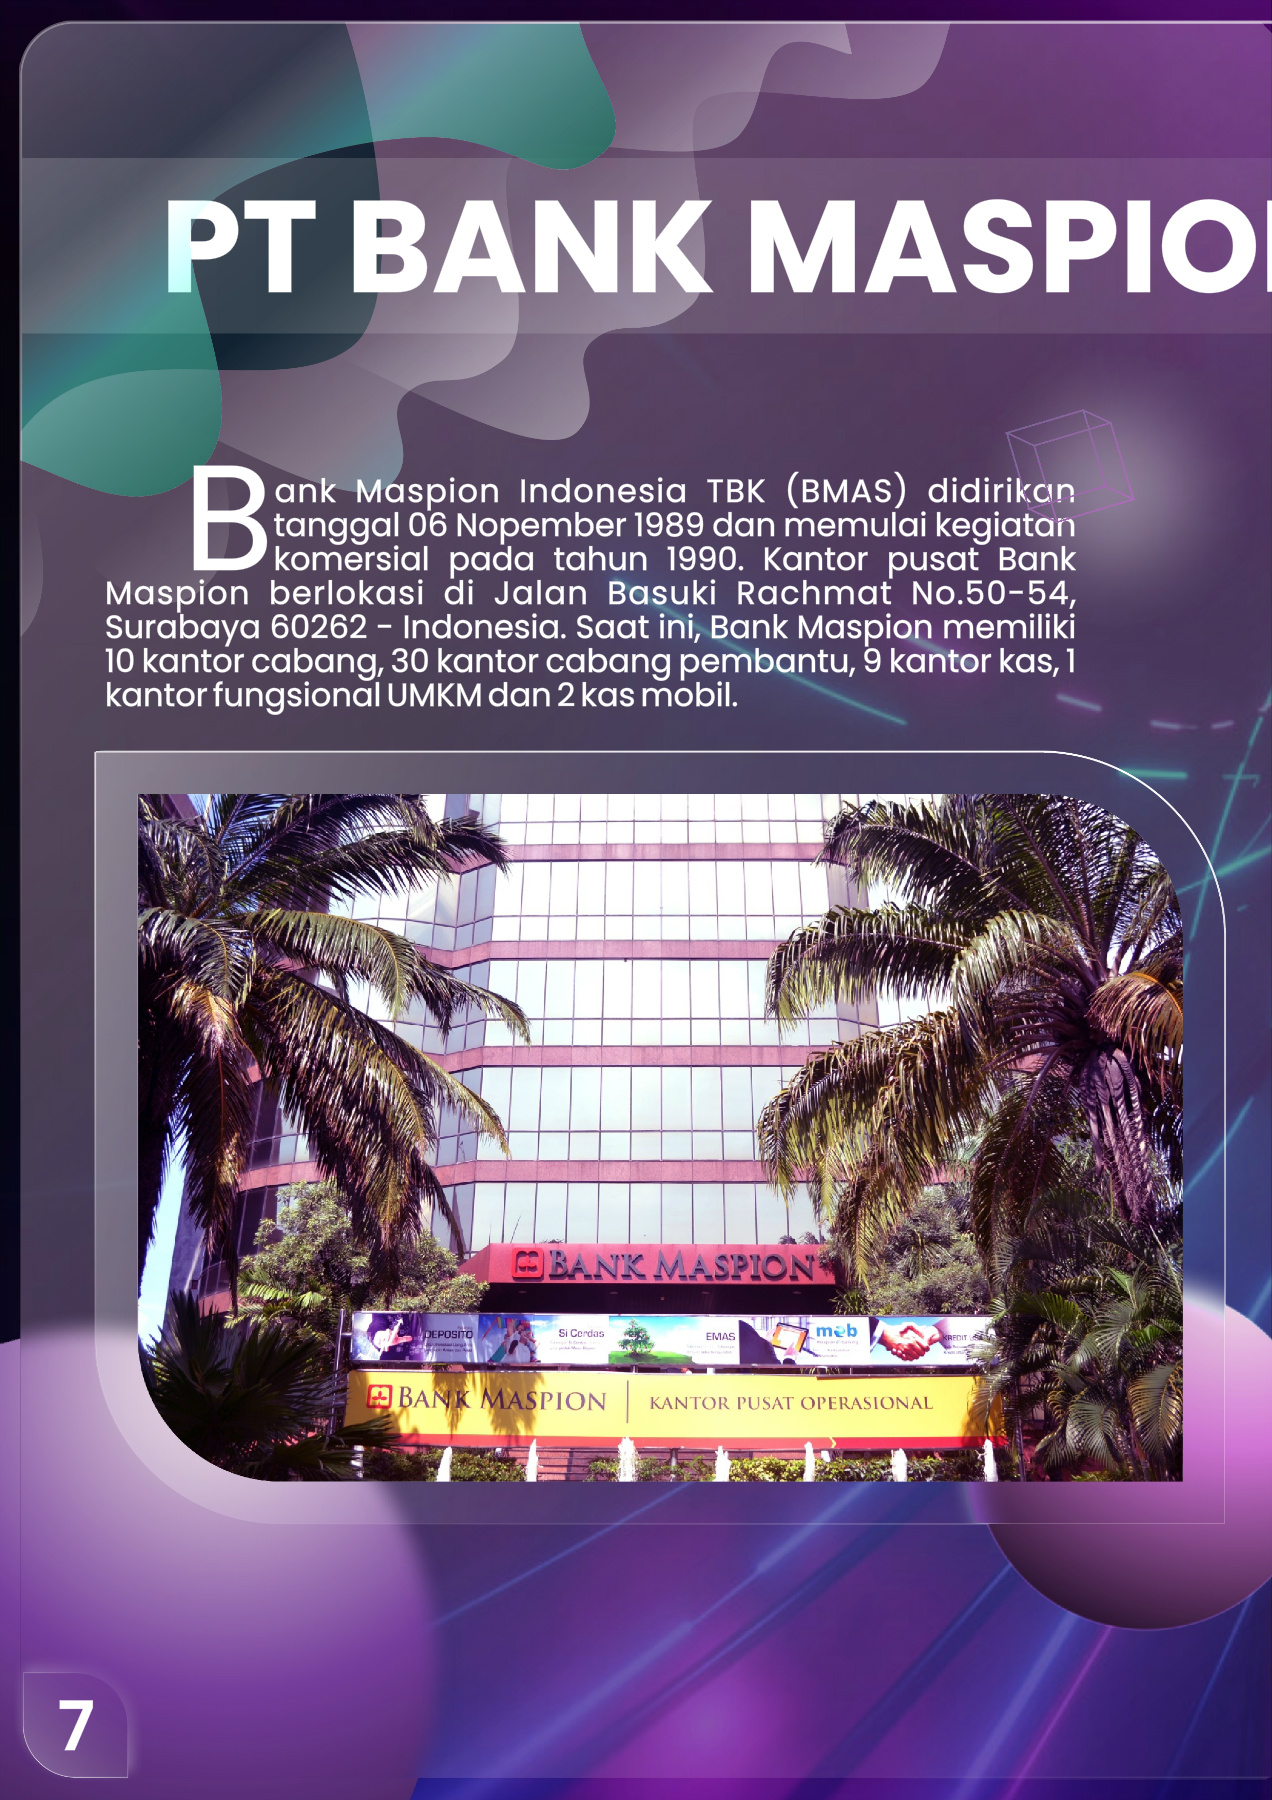 PT BANK MASPIO
Bank Maspion Indonesia TBK (BMAS) didirikan
tanggal 06 Nopember 1989 dan memulai kegiatan
komersial pada tahun 1990. Kantor pusat Bank
Maspion berlokasi di Jalan Basuki Rachmat No.50-54,
Surabaya 60262 - Indonesia. Saat ini, Bank Maspion memiliki
10 kantor cabang, 30 kantor cabang pembantu, 9 kantor kas, 1
kantor fungsional UMKM dan 2 kas mobil.
BANK MASPION
DEPOSITO
Si Cerdas
EMAS
KREDIT
BANK MASPION | KANTOR PUSAT OPERASIONAL
7